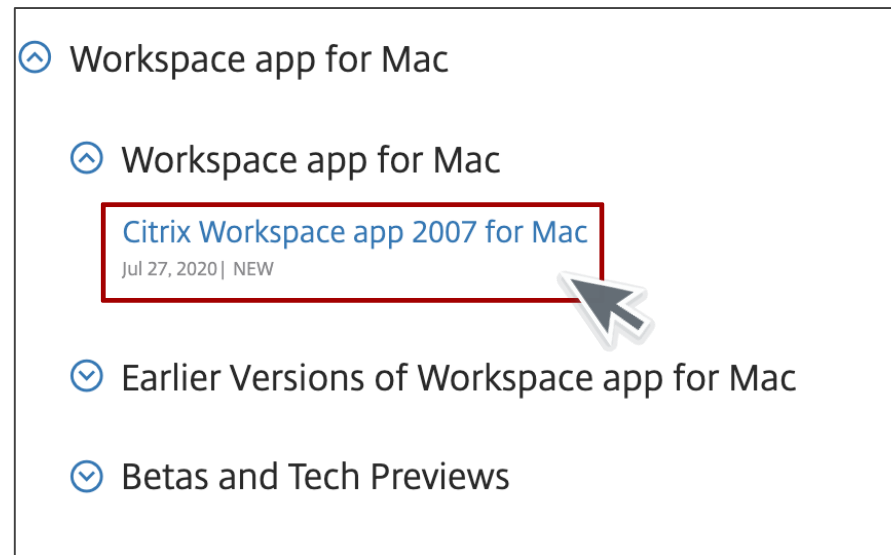 Workspace app for Mac
Workspace app for Mac
Citrix Workspace app 2007 for Mac
Jul 27, 2020| NEW
Earlier Versions of Workspace app for Mac
Betas and Tech Previews